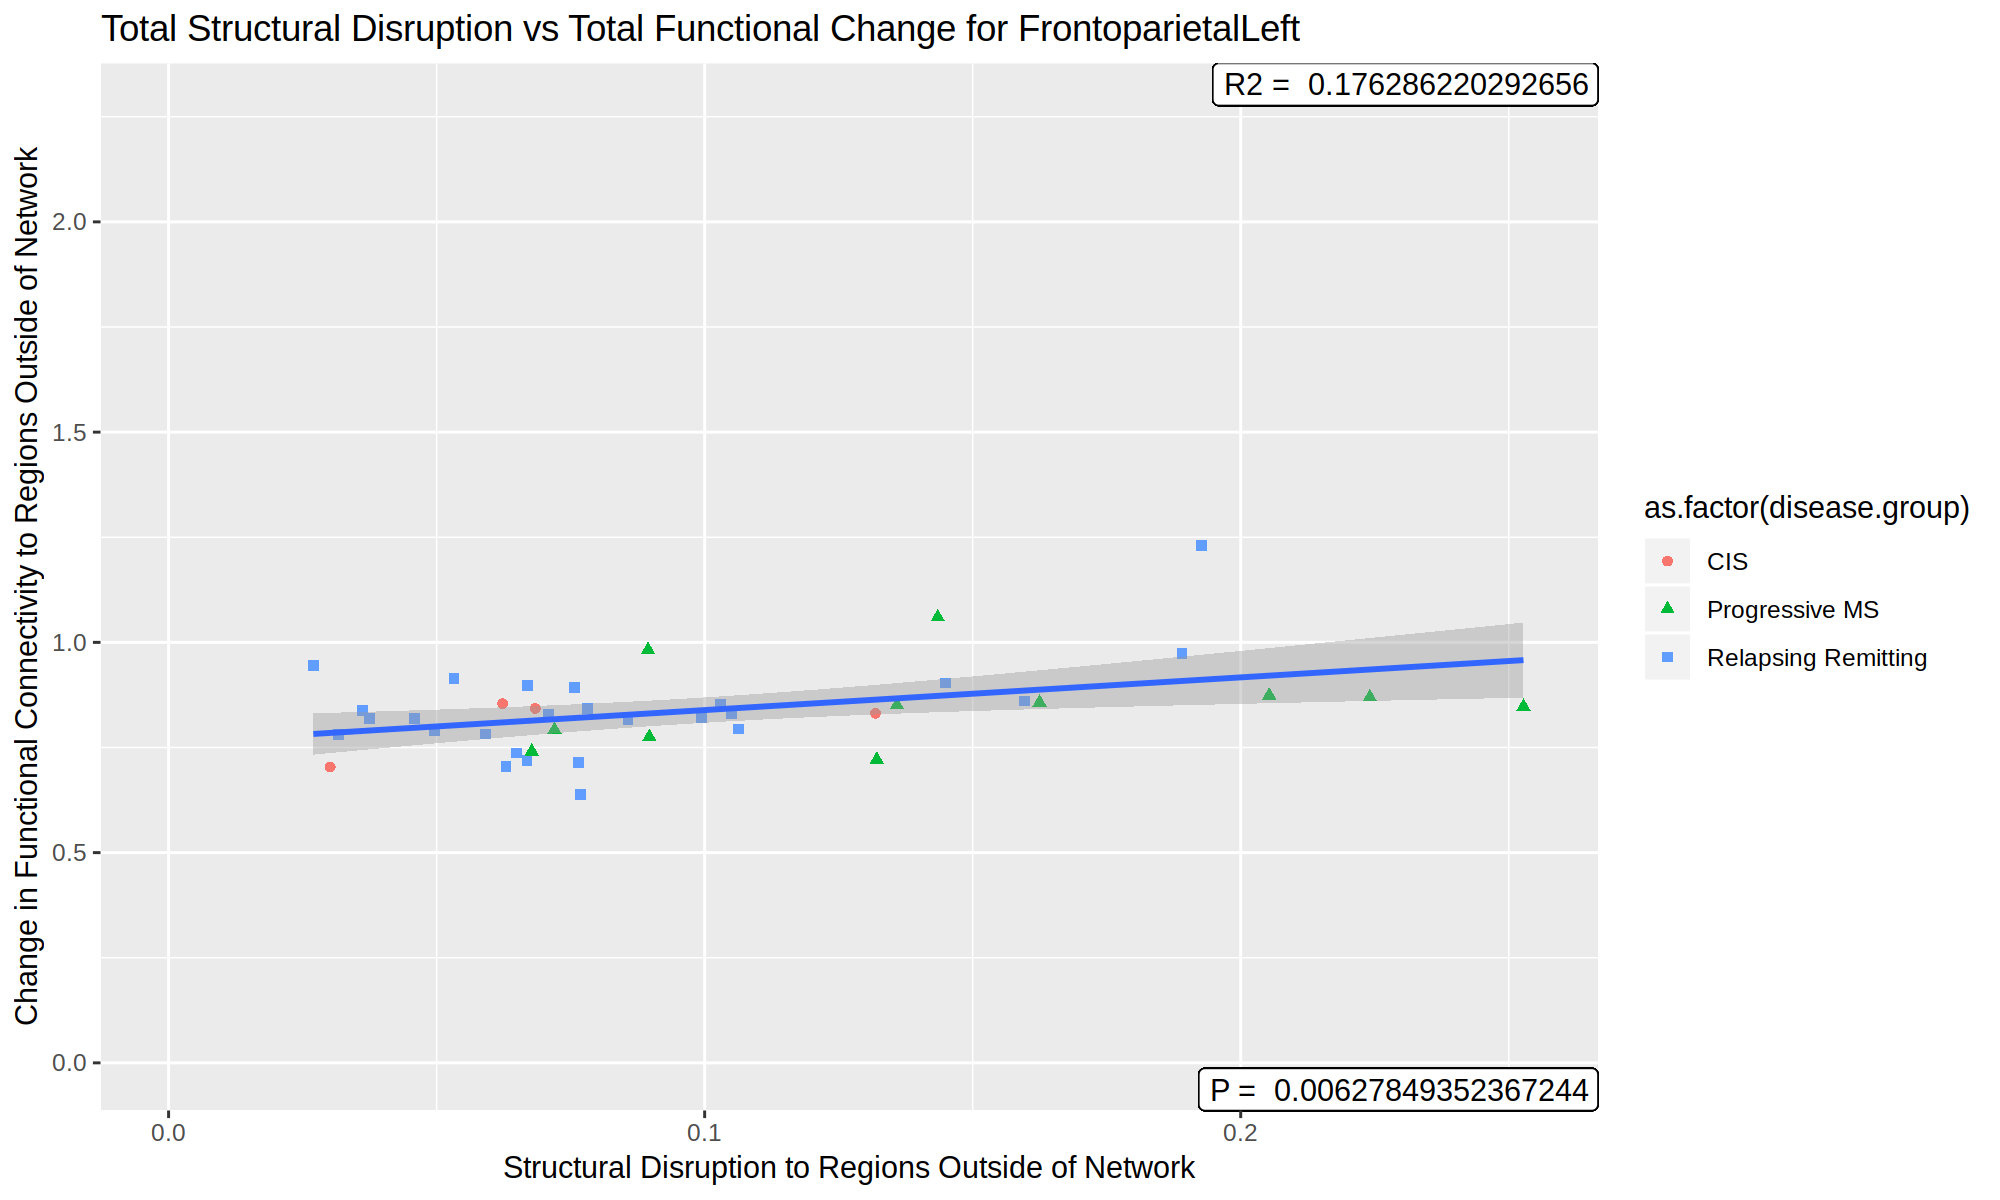 Total Structural Disruption vs Total Functional Change for FrontoparietalLeft
R2 =  0.176286220292656
Change in Functional Connectivity to Regions Outside of Network
2.0
1.5
1.0
0.5
0.0
P =  0.00627849352367244
0.0
0.1
0.2
Structural Disruption to Regions Outside of Network
as.factor(disease.group)
CIS
Progressive MS
Relapsing Remitting